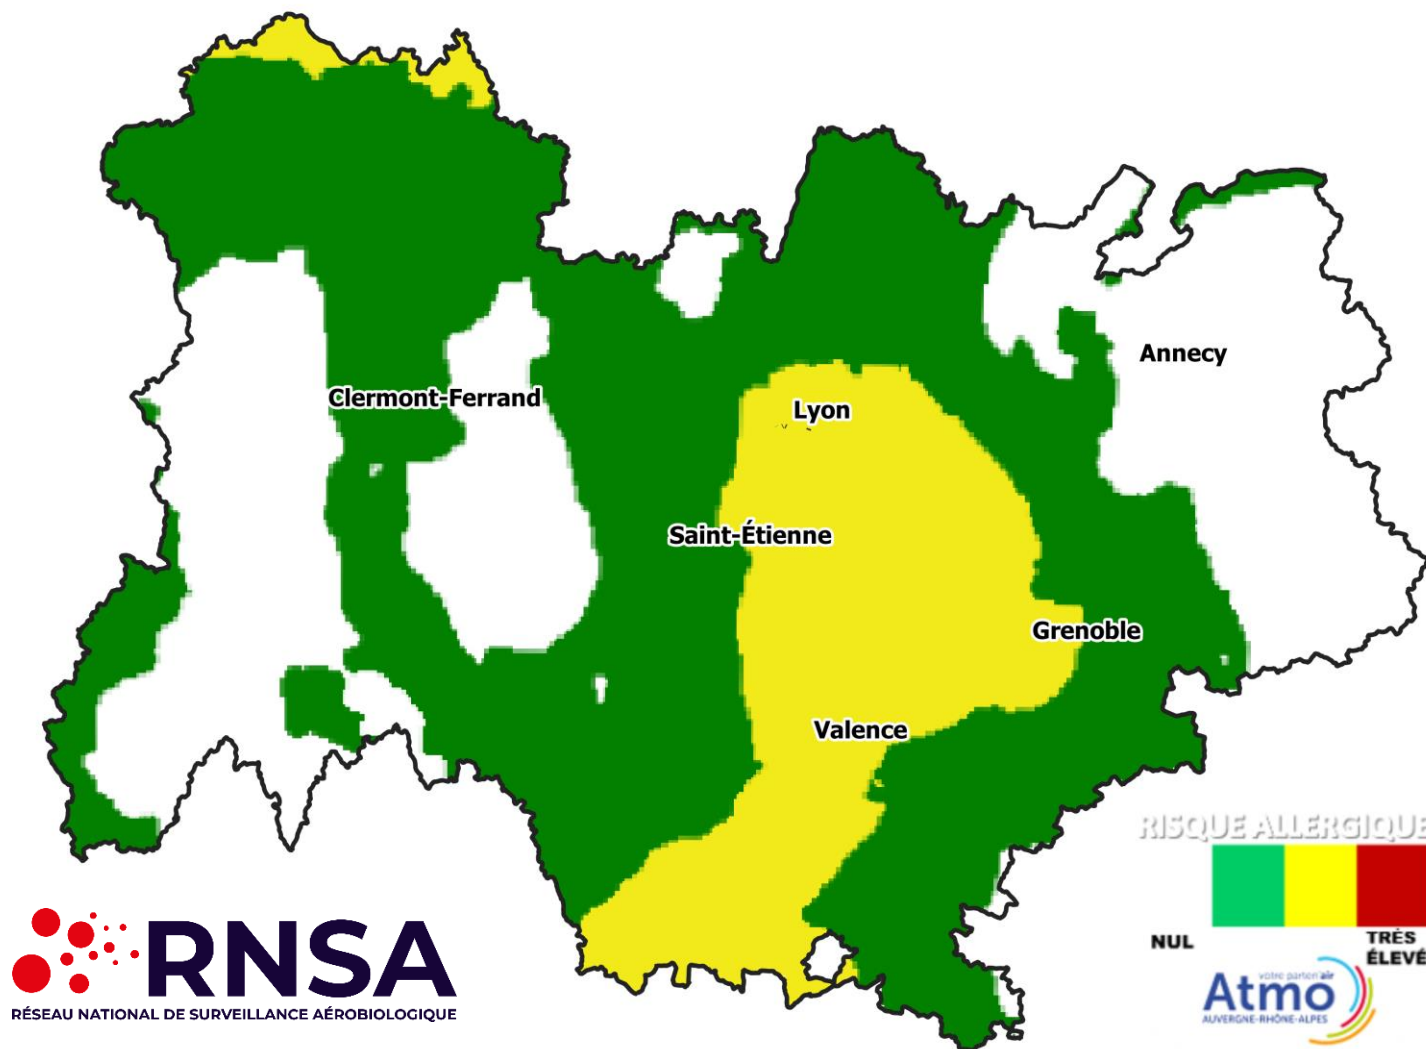 Annecy
Clermont-Ferrand
Lyon
Saint-Étienne
Grenoble
Valence
RISQUE ALLERGIQUE
NUL
TRÈS
ÉLEVÉ
RNSA
RÉSEAU NATIONAL DE SURVEILLANCE AÉROBIOLOGIQUE
votre parten'air
Atmo
AUVERGNE-RHÔNE-ALPES